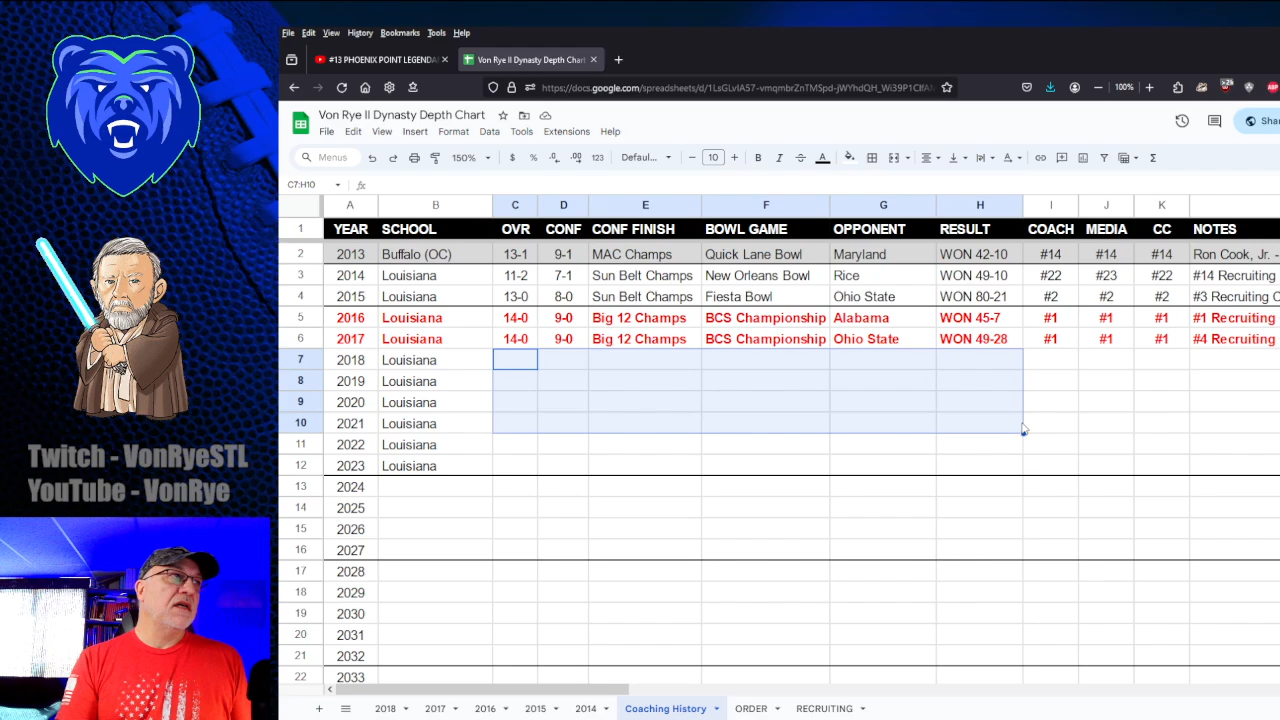 File Edit View History Bookmarks Tools Help
#13 PHOENIX POINT LEGENDA × Von Rye II Dynasty Depth Chart × +
100%
Von Rye II Dynasty Depth Chart
File Edit View Insert Format Data Tools Extensions Help
Shar
Menus 150% $ % .0 .00 123 Defaul... − 10 + B I A Σ
C7:H10 fx
A B C D E F G H I J K
1 YEAR SCHOOL OVR CONF CONF FINISH BOWL GAME OPPONENT RESULT COACH MEDIA CC NOTES
2 2013 Buffalo (OC) 13-1 9-1 MAC Champs Quick Lane Bowl Maryland WON 42-10 #14 #14 #14 Ron Cook, Jr. -
3 2014 Louisiana 11-2 7-1 Sun Belt Champs New Orleans Bowl Rice WON 49-10 #22 #23 #22 #14 Recruiting
4 2015 Louisiana 13-0 8-0 Sun Belt Champs Fiesta Bowl Ohio State WON 80-21 #2 #2 #2 #3 Recruiting C
5 2016 Louisiana 14-0 9-0 Big 12 Champs BCS Championship Alabama WON 45-7 #1 #1 #1 #1 Recruiting
6 2017 Louisiana 14-0 9-0 Big 12 Champs BCS Championship Ohio State WON 49-28 #1 #1 #1 #4 Recruiting
7 2018 Louisiana
8 2019 Louisiana
9 2020 Louisiana
10 2021 Louisiana
11 2022 Louisiana
12 2023 Louisiana
13 2024
14 2025
15 2026
16 2027
17 2028
18 2029
19 2030
20 2031
21 2032
22 2033
+ 2018 2017 2016 2015 2014 Coaching History ORDER RECRUITING
Twitch - VonRyeSTL
YouTube - VonRye